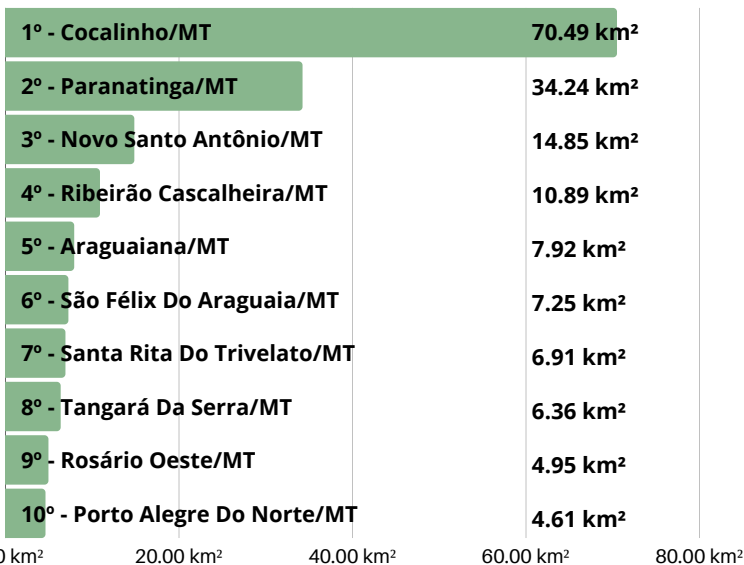 1º - Cocalinho/MT 70.49 km²
2º - Paranatinga/MT 34.24 km²
3º - Novo Santo Antônio/MT 14.85 km²
4º - Ribeirão Cascalheira/MT 10.89 km²
5º - Araguaiana/MT 7.92 km²
6º - São Félix Do Araguaia/MT 7.25 km²
7º - Santa Rita Do Trivelato/MT 6.91 km²
8º - Tangará Da Serra/MT 6.36 km²
9º - Rosário Oeste/MT 4.95 km²
10º - Porto Alegre Do Norte/MT 4.61 km²
0 km² 20.00 km² 40.00 km² 60.00 km² 80.00 km²